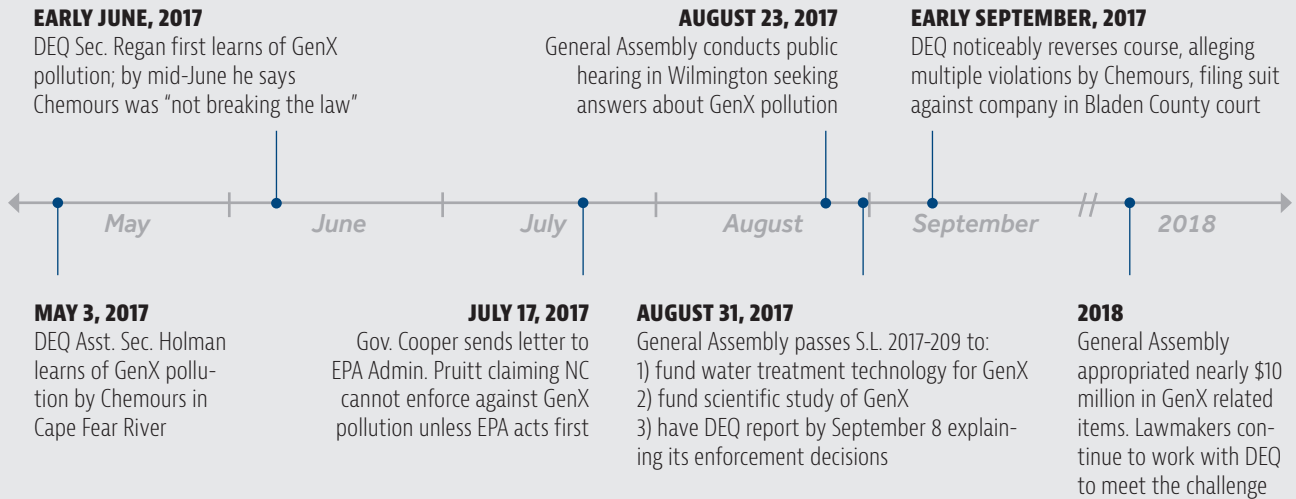 EARLY JUNE, 2017
DEQ Sec. Regan first learns of GenX
pollution; by mid-June he says
Chemours was “not breaking the law”
AUGUST 23, 2017
General Assembly conducts public
hearing in Wilmington seeking
answers about GenX pollution
EARLY SEPTEMBER, 2017
DEQ noticeably reverses course, alleging
multiple violations by Chemours, filing suit
against company in Bladen County court
May
June
July
August
September
//
2018
MAY 3, 2017
DEQ Asst. Sec. Holman
learns of GenX pollu-
tion by Chemours in
Cape Fear River
JULY 17, 2017
Gov. Cooper sends letter to
EPA Admin. Pruitt claiming NC
cannot enforce against GenX
pollution unless EPA acts first
AUGUST 31, 2017
General Assembly passes S.L. 2017-209 to:
1) fund water treatment technology for GenX
2) fund scientific study of GenX
3) have DEQ report by September 8 explain-
ing its enforcement decisions
2018
General Assembly
appropriated nearly $10
million in GenX related
items. Lawmakers con-
tinue to work with DEQ
to meet the challenge